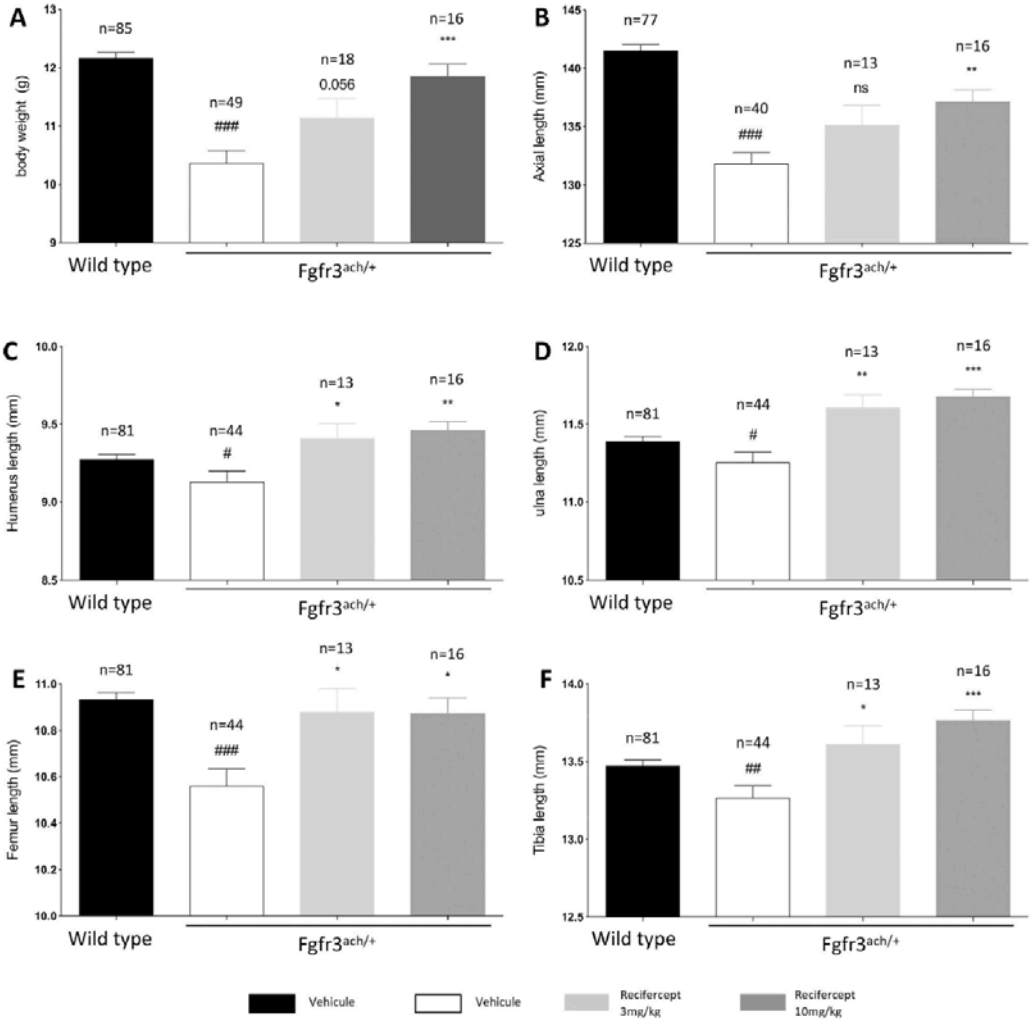 A
body weight (g)
13
12
11
10
9
n=85
n=49
###
n=18
0.056
n=16
***
Wild type
Fgfr3ach/+
B
Axial length (mm)
145
140
135
130
125
n=77
n=40
###
n=13
ns
n=16
**
Wild type
Fgfr3ach/+
C
Humerus length (mm)
10.0
9.5
9.0
8.5
n=81
n=44
#
n=13
*
n=16
**
Wild type
Fgfr3ach/+
D
ulna length (mm)
12.0
11.5
11.0
10.5
n=81
n=44
#
n=13
**
n=16
***
Wild type
Fgfr3ach/+
E
Femur length (mm)
11.0
10.8
10.6
10.4
10.2
10.0
n=81
n=44
###
n=13
*
n=16
*
Wild type
Fgfr3ach/+
F
Tibia length (mm)
14.0
13.5
13.0
12.5
n=81
n=44
##
n=13
*
n=16
***
Wild type
Fgfr3ach/+
Vehicule
Vehicule
Recifercept
3mg/kg
Recifercept
10mg/kg